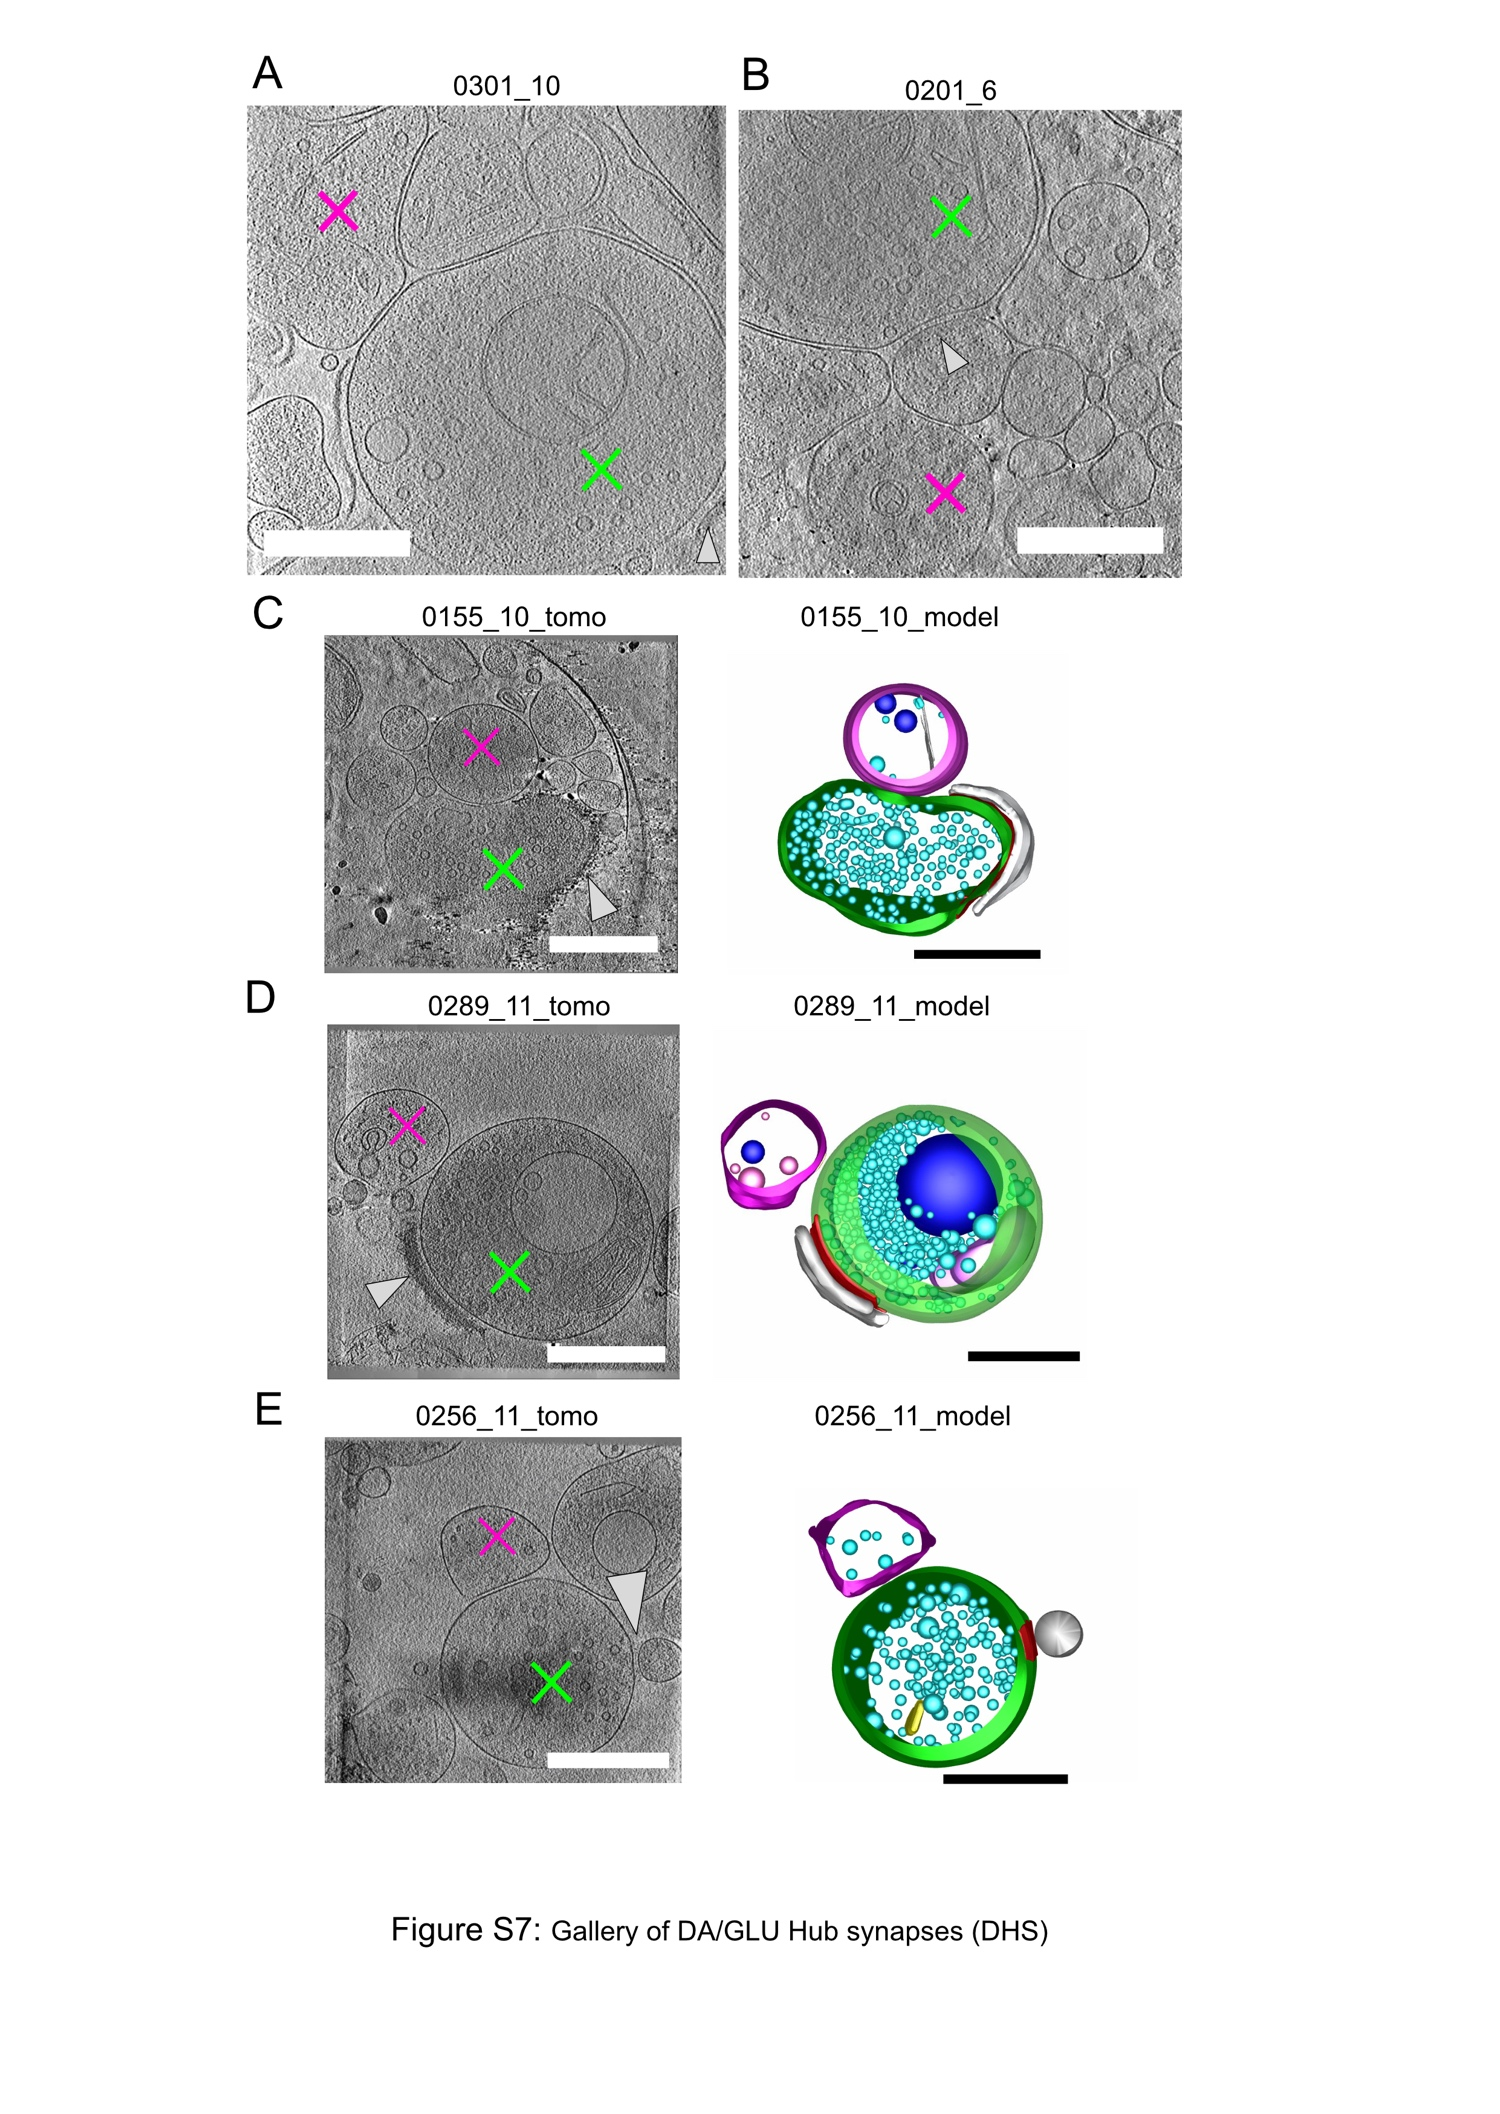 A
0301_10
B
0201_6
C
0155_10_tomo
0155_10_model
D
0289_11_tomo
0289_11_model
E
0256_11_tomo
0256_11_model
Figure S7: Gallery of DA/GLU Hub synapses (DHS)